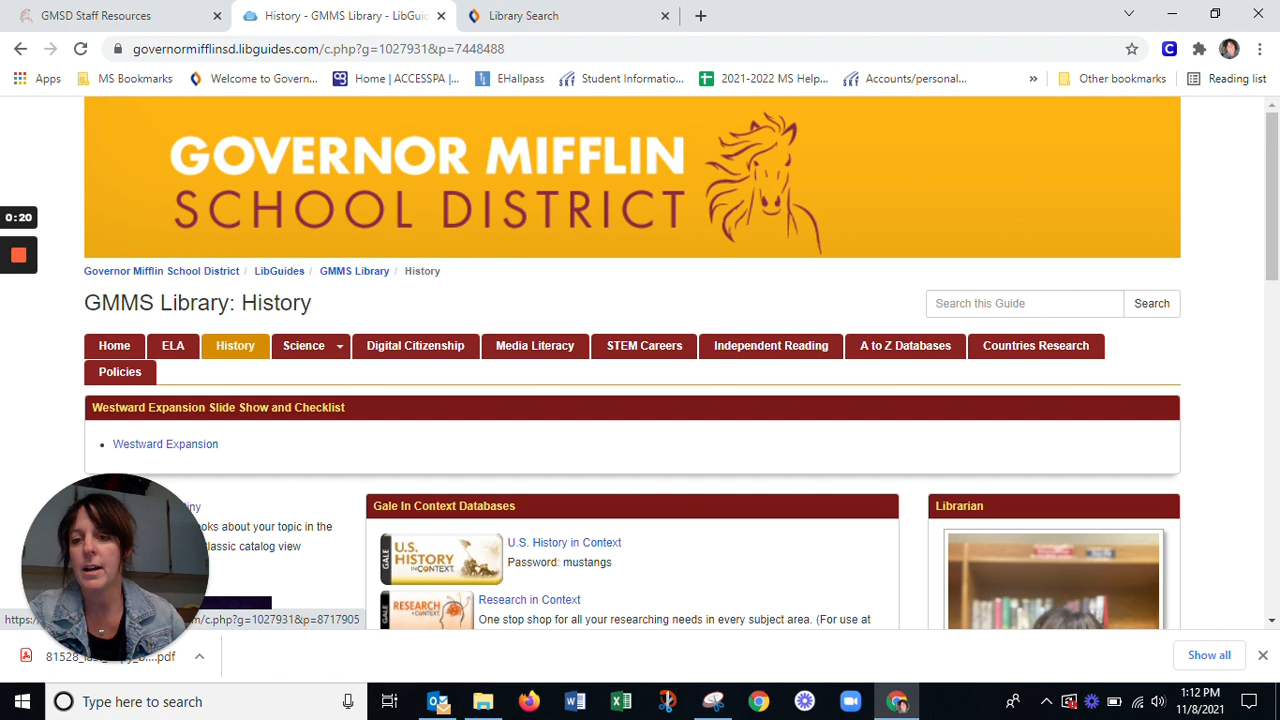 GMSD Staff Resources
History - GMMS Library - LibGuid
Library Search
governormifflinsd.libguides.com/c.php?g=1027931&p=7448488
Apps
MS Bookmarks
Welcome to Govern...
Home | ACCESSPA |...
EHallpass
Student Informatio...
2021-2022 MS Help...
Accounts/personal...
»
Other bookmarks
Reading list
GOVERNOR MIFFLIN
SCHOOL DISTRICT
0:20
Governor Mifflin School District / LibGuides / GMMS Library / History
GMMS Library: History
Search this Guide
Search
Home
ELA
History
Science
Digital Citizenship
Media Literacy
STEM Careers
Independent Reading
A to Z Databases
Countries Research
Policies
Westward Expansion Slide Show and Checklist
• Westward Expansion
about your topic in the
catalog view
Gale In Context Databases
GALE
U.S. HISTORY IN CONTEXT
U.S. History in Context
Password: mustangs
GALE
RESEARCH IN CONTEXT
Research in Context
One stop shop for all your researching needs in every subject area. (For use at
Librarian
https:
/c.php?g=1027931&p=8717905
.pdf
Show all
Type here to search
1:12 PM
11/8/2021